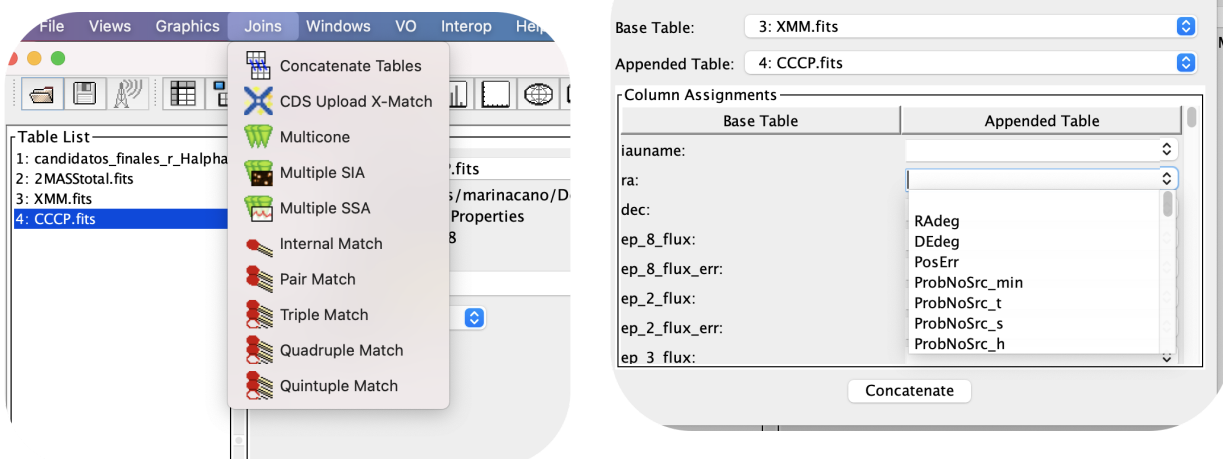 File Views Graphics Joins Windows VO Interop
Concatenate Tables
CDS Upload X-Match
Multicone
Multiple SIA
Multiple SSA
Internal Match
Pair Match
Triple Match
Quadruple Match
Quintuple Match
Table List
1: candidatos_finales_r_Halpha
2: 2MASStotal.fits
3: XMM.fits
4: CCCP.fits
.fits
s/marinacano/D
Properties
8
Base Table: 3: XMM.fits
Appended Table: 4: CCCP.fits
Column Assignments
Base Table Appended Table
iauname:
ra:
dec:
ep_8_flux:
ep_8_flux_err:
ep_2_flux:
ep_2_flux_err:
ep_3_flux:
RAdeg
DEdeg
PosErr
ProbNoSrc_min
ProbNoSrc_t
ProbNoSrc_s
ProbNoSrc_h
Concatenate